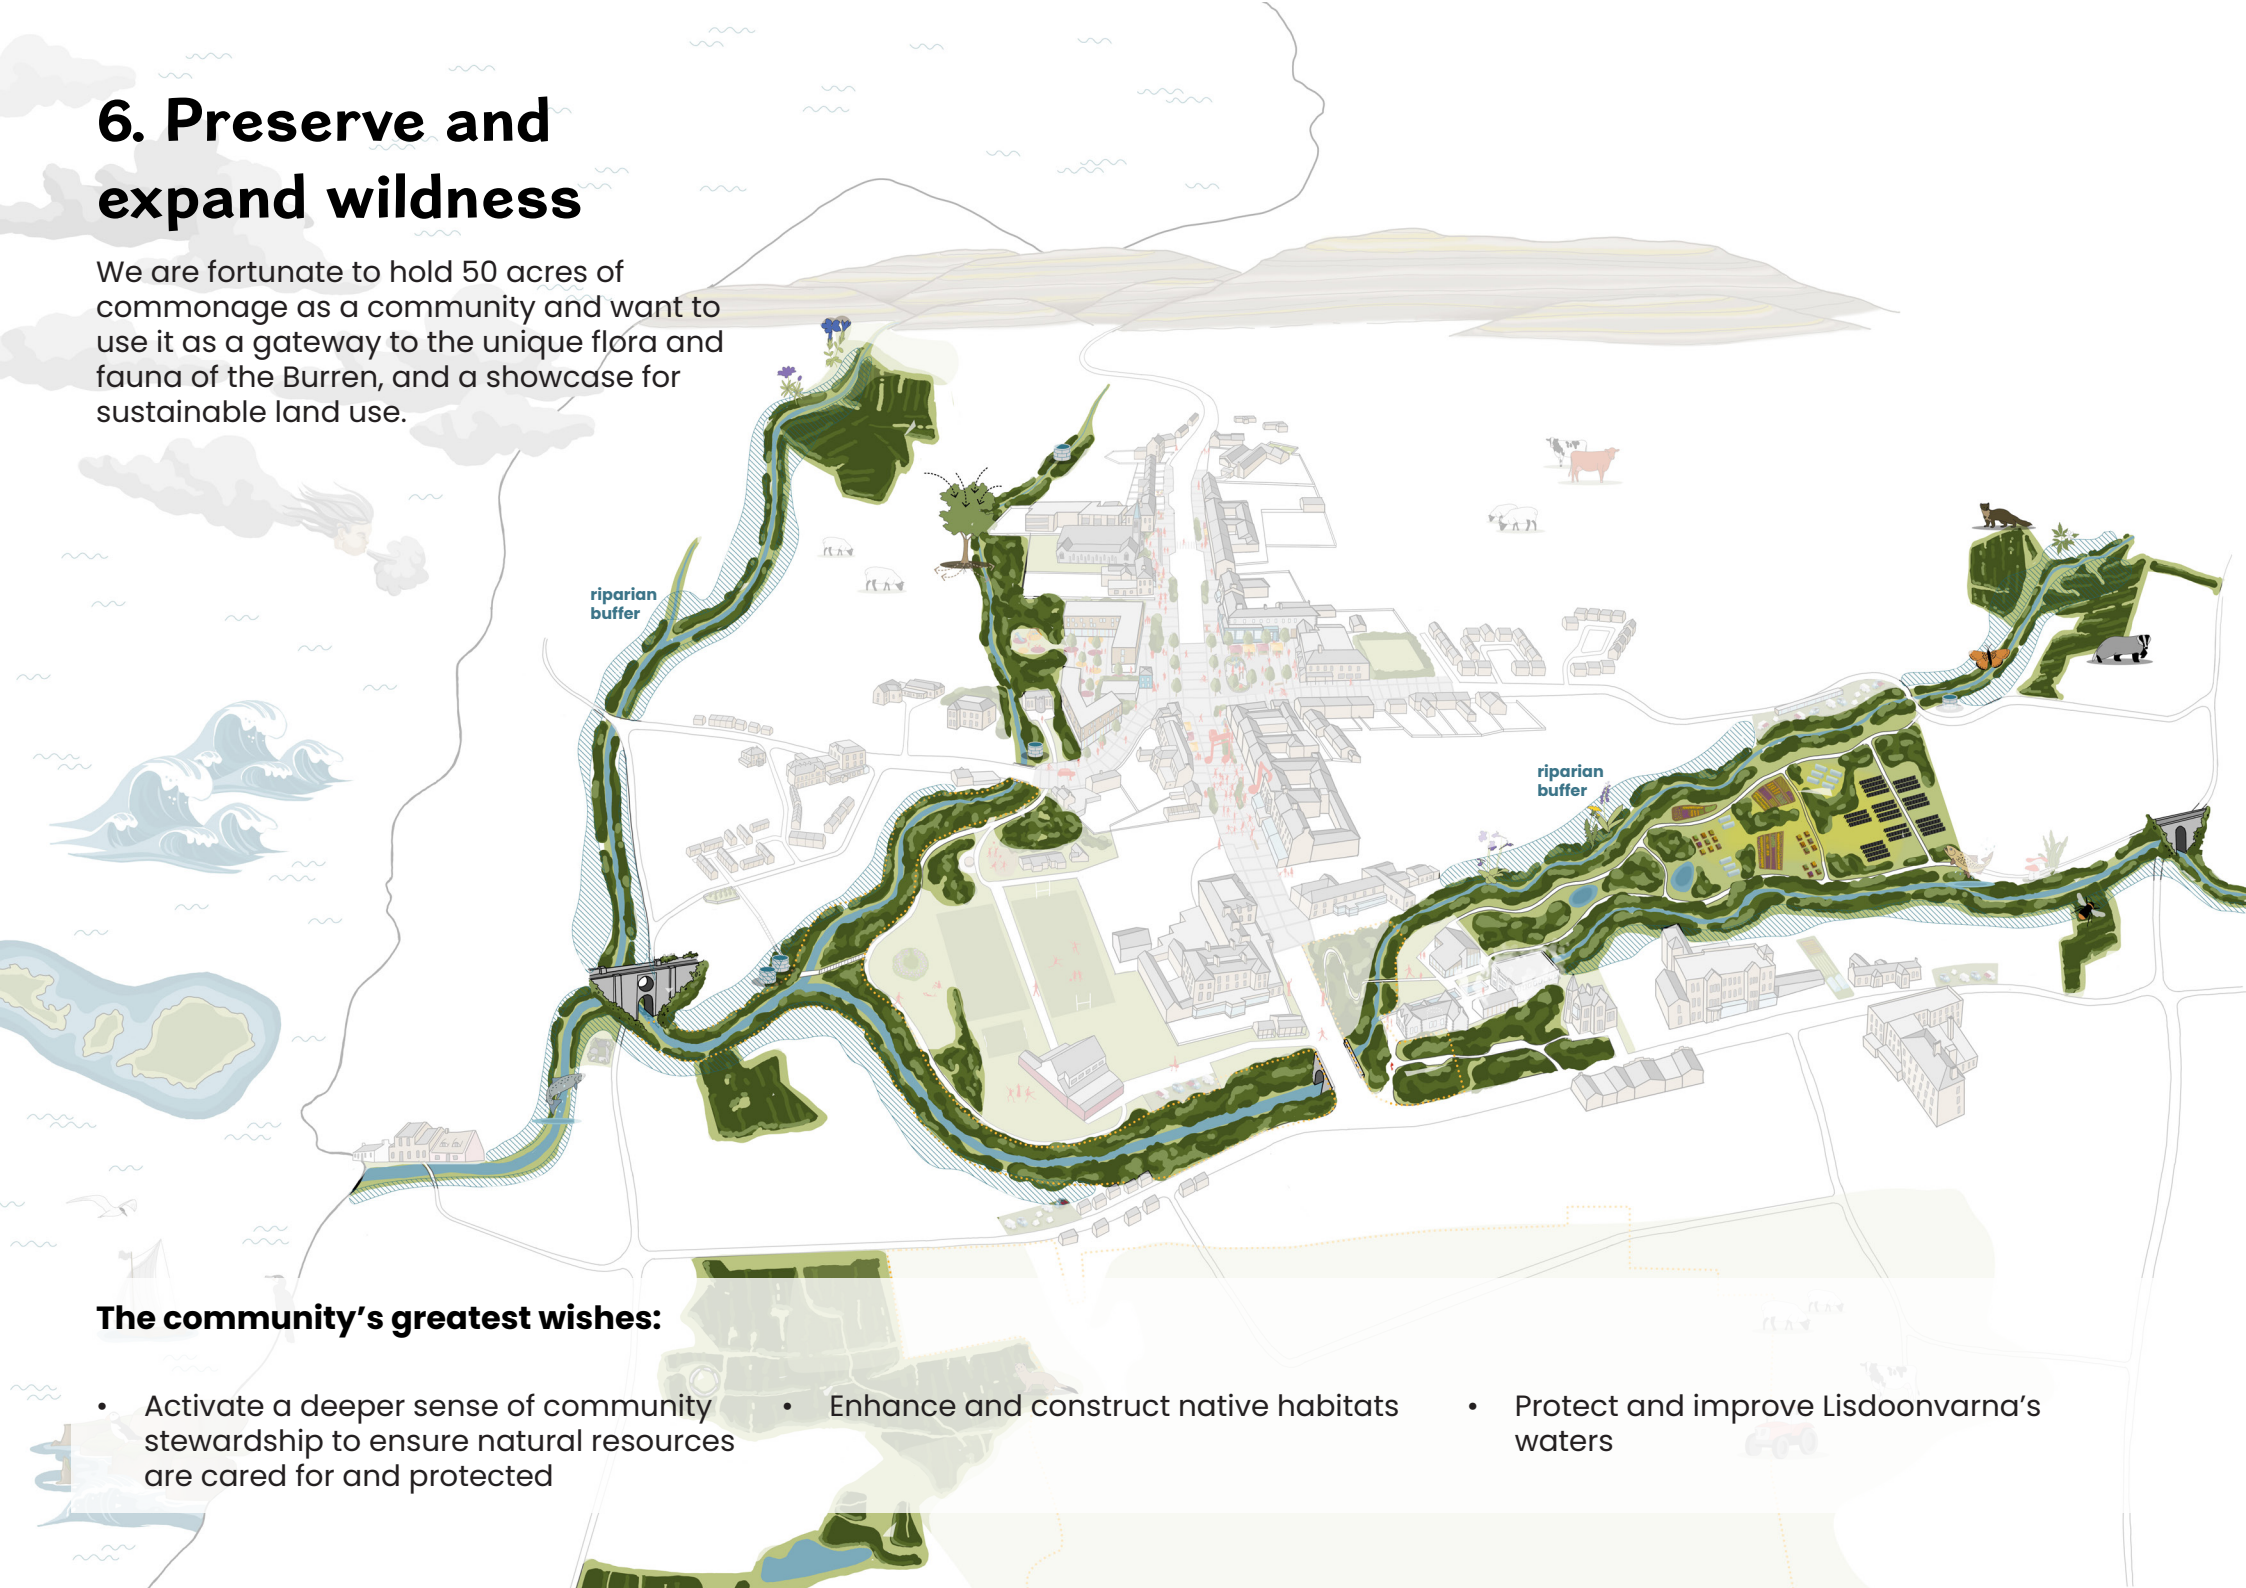 6. Preserve and
expand wildness
We are fortunate to hold 50 acres of
commonage as a community and want to
use it as a gateway to the unique flora and
fauna of the Burren, and a showcase for
sustainable land use.
riparian
buffer
riparian
buffer
The community’s greatest wishes:
• Activate a deeper sense of community
stewardship to ensure natural resources
are cared for and protected
• Enhance and construct native habitats
• Protect and improve Lisdoonvarna’s
waters